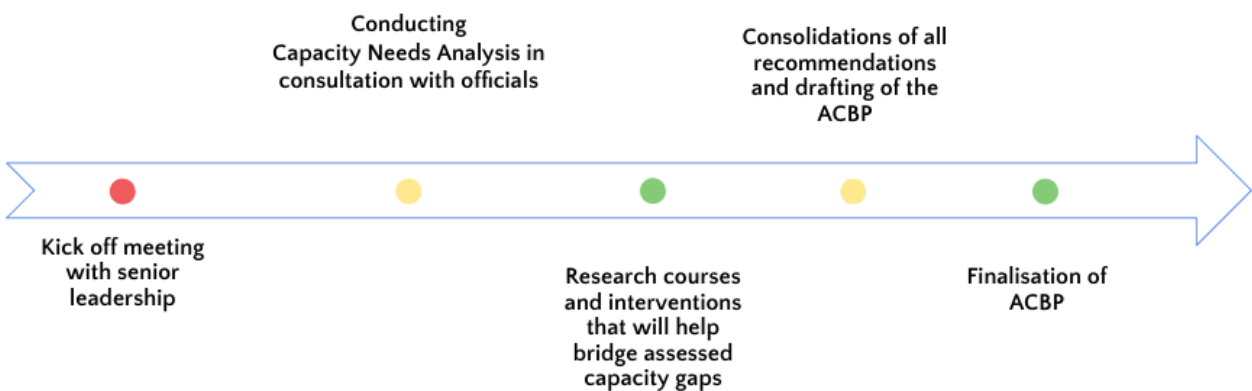 Kick off meeting
with senior
leadership
Conducting
Capacity Needs Analysis in
consultation with officials
Research courses
and interventions
that will help
bridge assessed
capacity gaps
Consolidations of all
recommendations
and drafting of the
ACBP
Finalisation of
ACBP